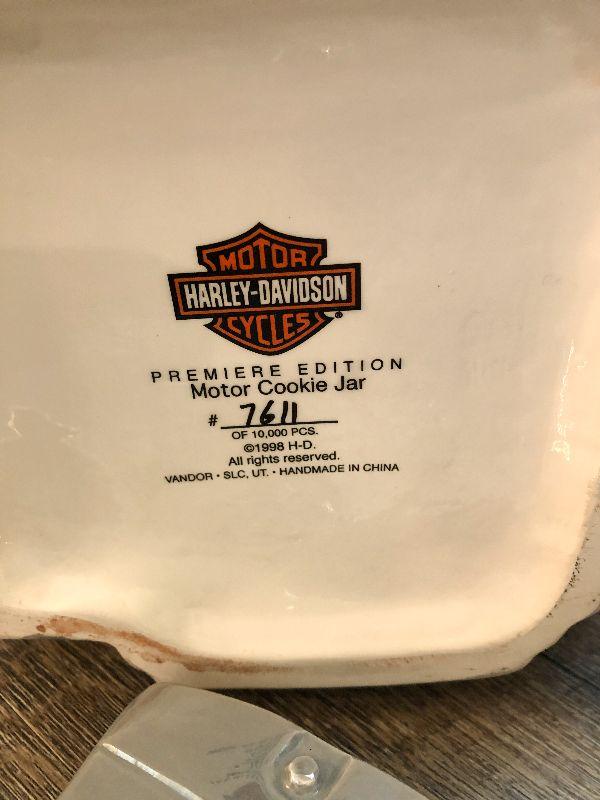 MOTOR
HARLEY-DAVIDSON
CYCLES ®
PREMIERE EDITION
Motor Cookie Jar
# 7611
OF 10,000 PCS.
©1998 H-D.
All rights reserved.
VANDOR • SLC, UT. • HANDMADE IN CHINA